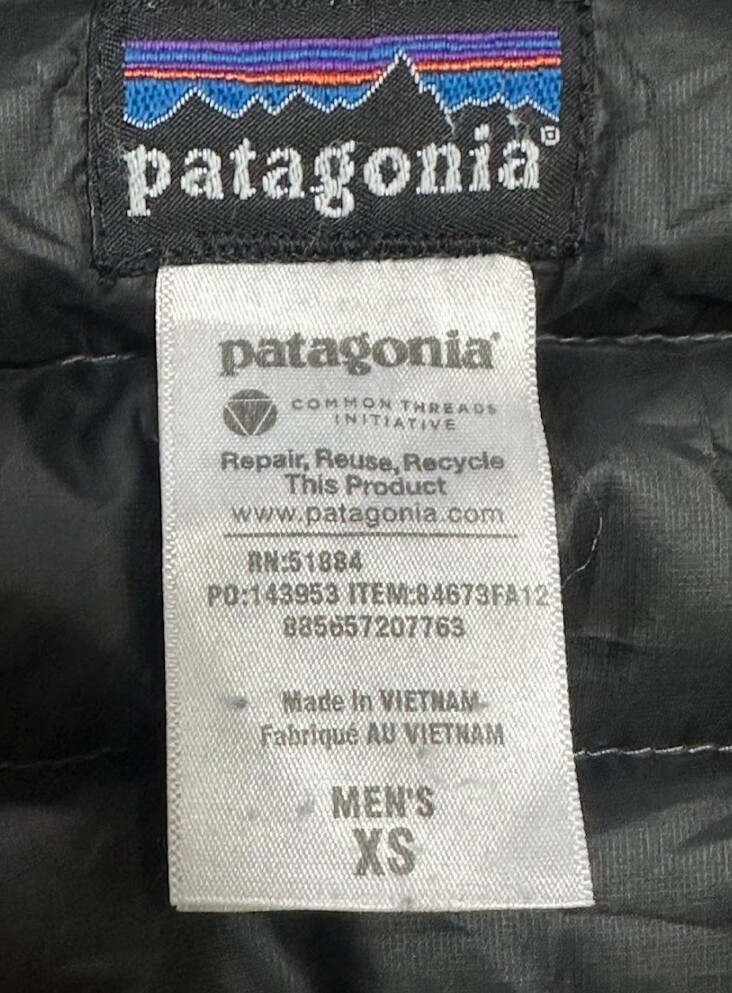 patagonia®
patagonia®
COMMON THREADS
INITIATIVE
Repair, Reuse, Recycle
This Product
www.patagonia.com
RN:51884
PO:143953 ITEM:84673FA12
885657207763
Made in VIETNAM
Fabriqué AU VIETNAM
MEN'S
XS